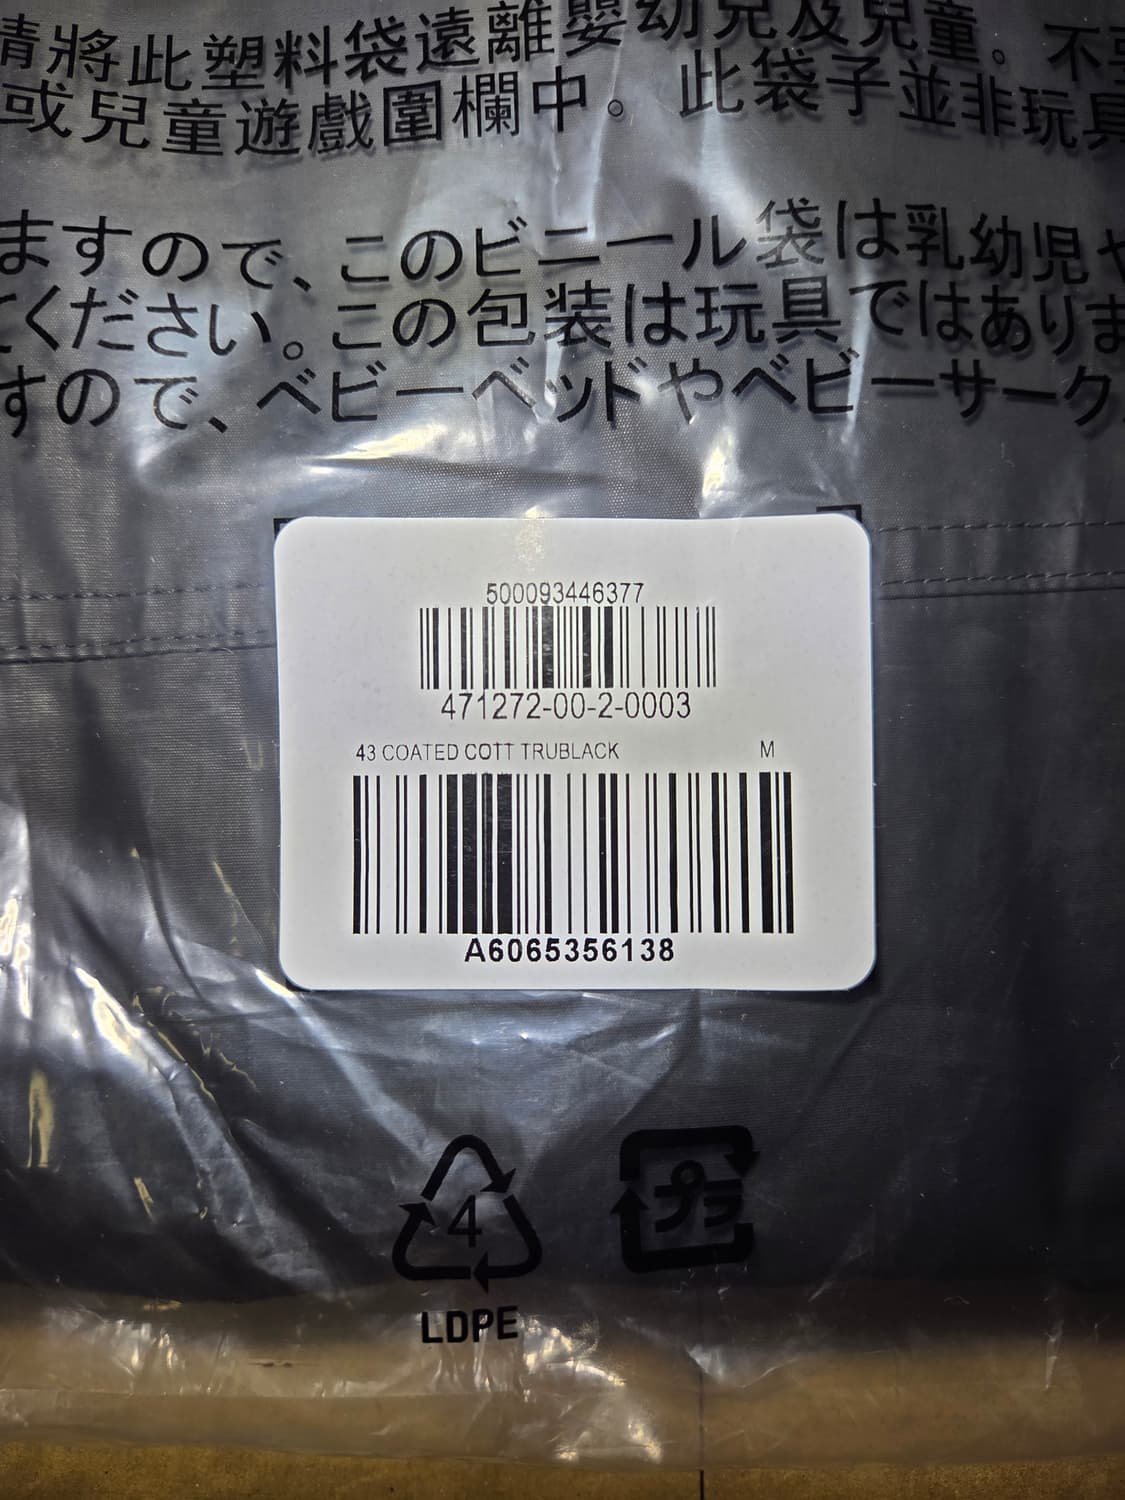 請將此塑料袋遠離嬰幼兒及兒童。不要
或兒童遊戲圍欄中。此袋子並非玩具
ますので、このビニール袋は乳幼児や
てください。この包装は玩具ではありま
すので、ベビーベッドやベビーサーク
500093446377
471272-00-2-0003
43 COATED COTT TRUBLACK M
A6065356138
4
プラ
LDPE